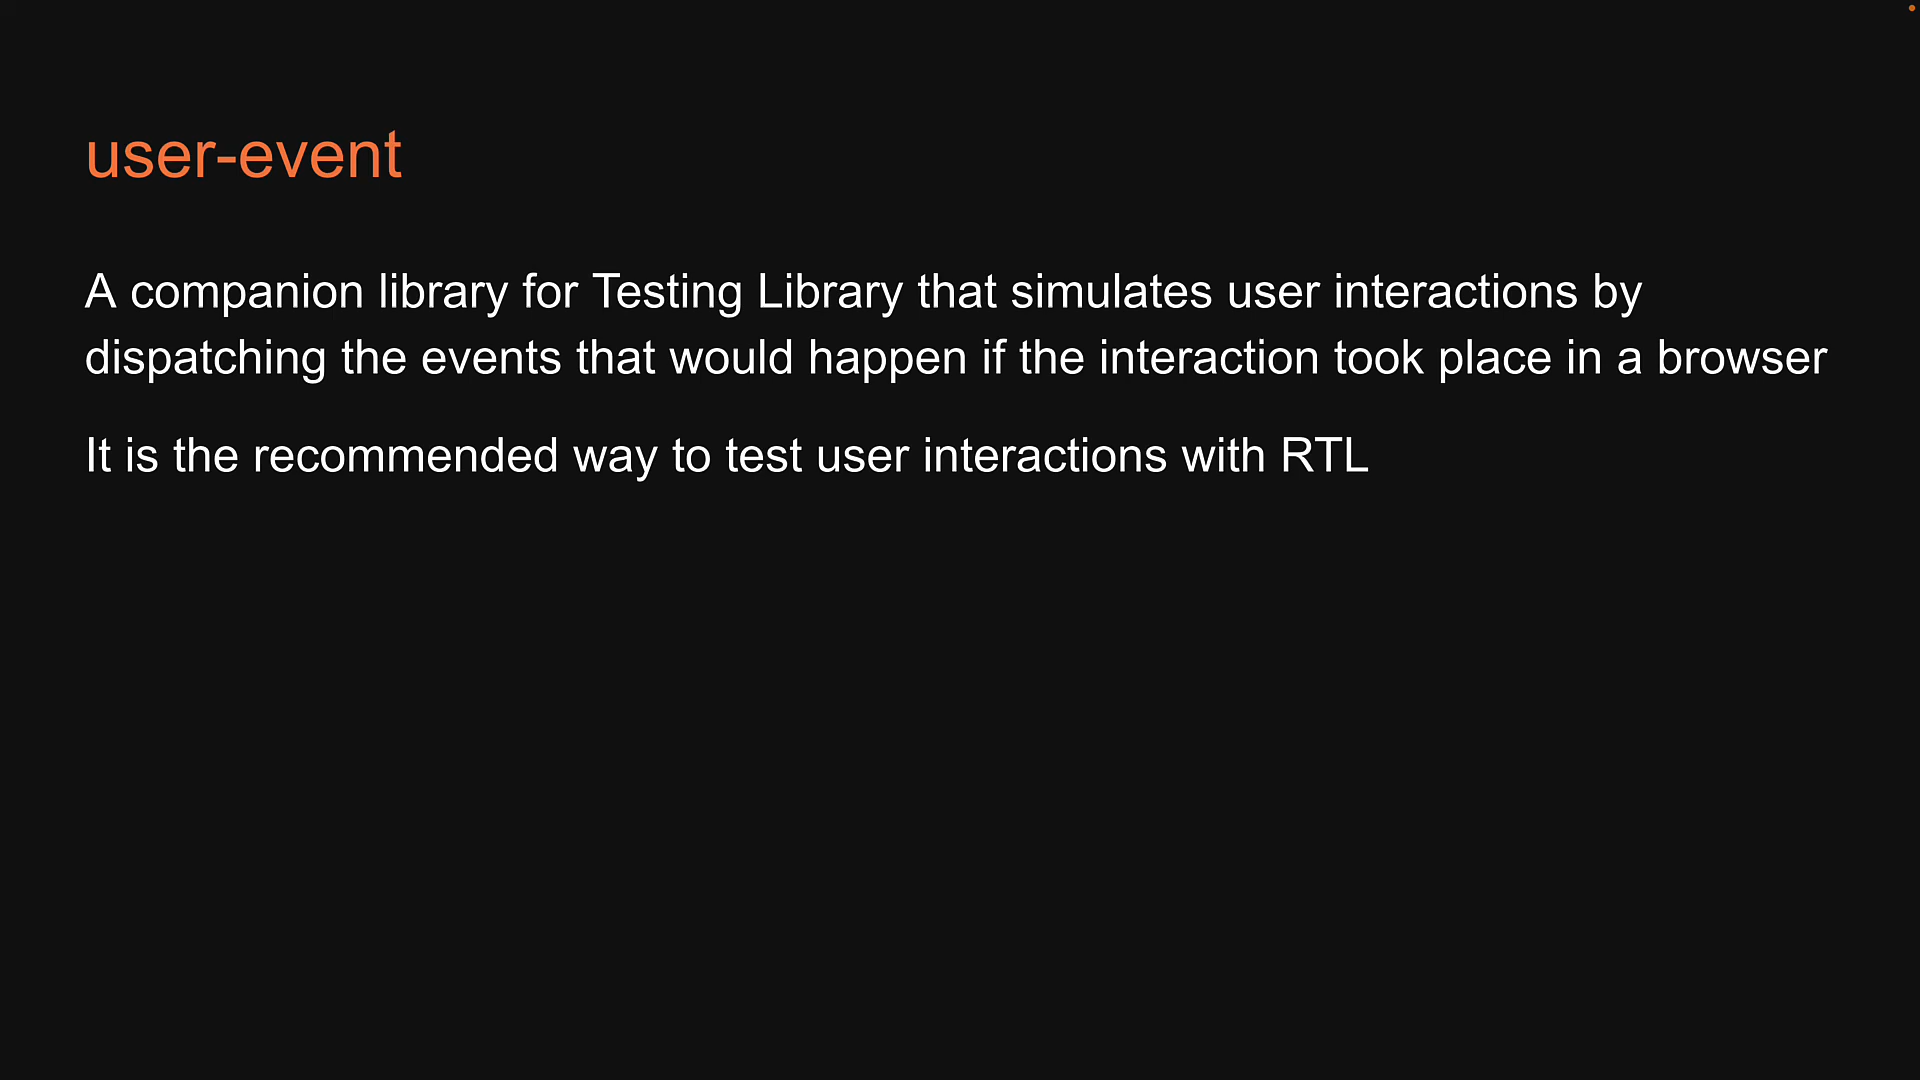 user-event
A companion library for Testing Library that simulates user interactions by
dispatching the events that would happen if the interaction took place in a browser
It is the recommended way to test user interactions with RTL